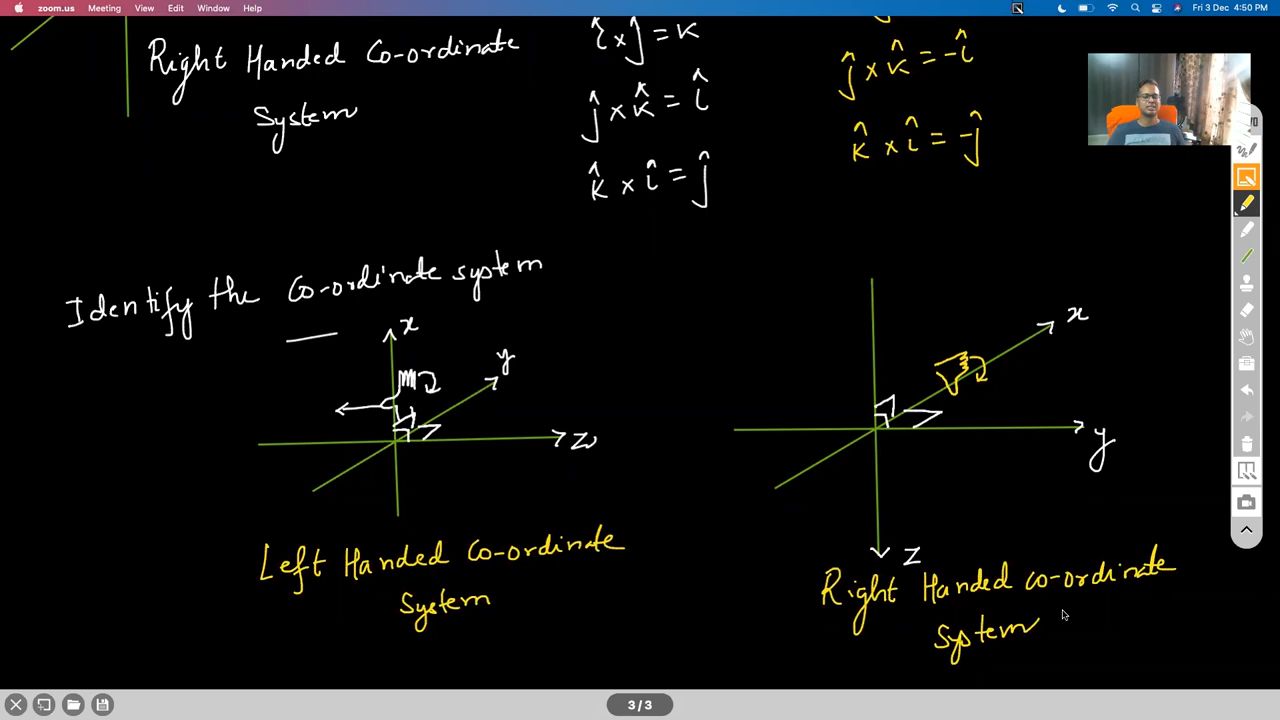 zoom.us Meeting View Edit Window Help Fri 3 Dec 4:50 PM
Right Handed Co-ordinate
System
î x ĵ = k
ĵ x k̂ = î
k̂ x î = ĵ
ĵ x k̂ = -î
k̂ x î = -ĵ
Identify the Co-ordinate system
x
y
z
Left Handed Co-ordinate
System
x
y
z
Right Handed co-ordinate
System
3/3